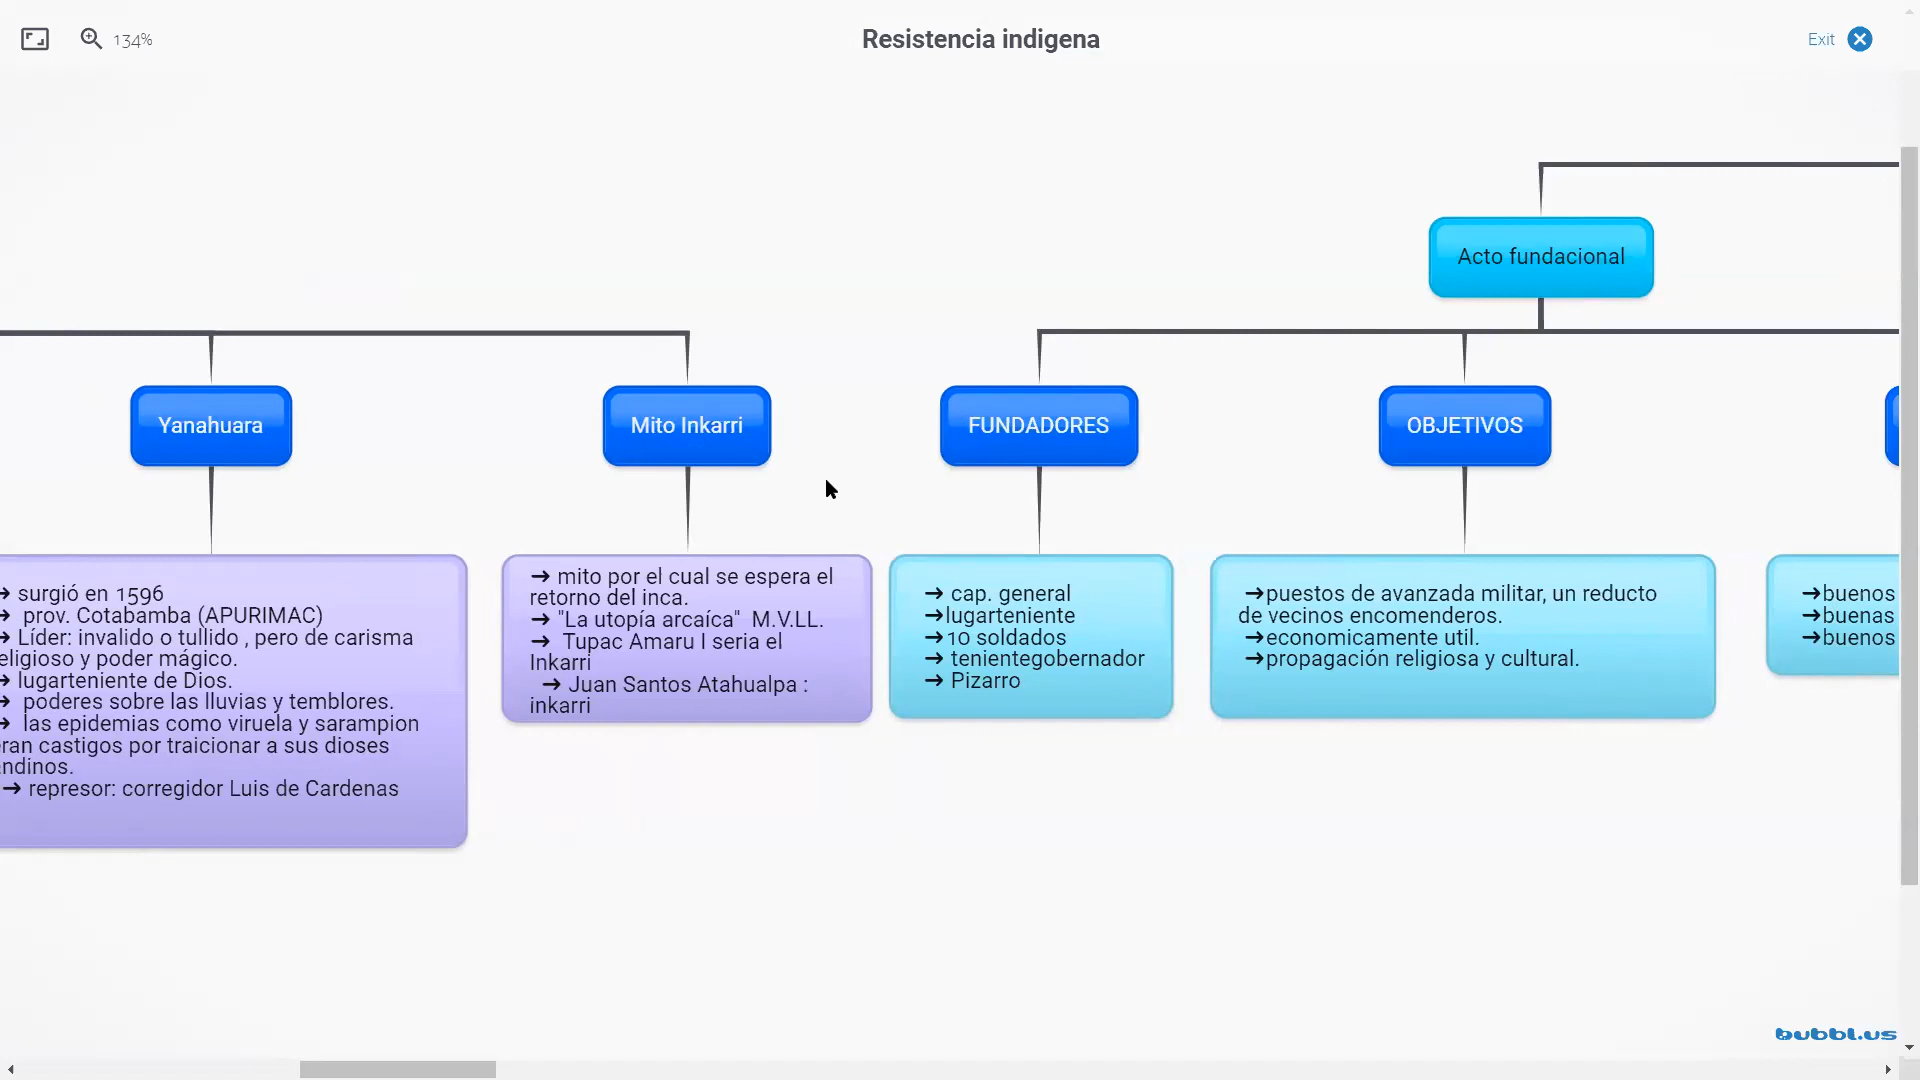 134%
Resistencia indigena
Exit
Acto fundacional
Yanahuara
Mito Inkarri
FUNDADORES
OBJETIVOS
➔ surgió en 1596
➔ prov. Cotabamba (APURIMAC)
➔ Líder: invalido o tullido , pero de carisma
eligioso y poder mágico.
➔ lugarteniente de Dios.
➔ poderes sobre las lluvias y temblores.
➔ las epidemias como viruela y sarampion
eran castigos por traicionar a sus dioses
andinos.
➔ represor: corregidor Luis de Cardenas
➔ mito por el cual se espera el
retorno del inca.
➔ "La utopía arcaíca" M.V.LL.
➔ Tupac Amaru I seria el
Inkarri
➔ Juan Santos Atahualpa :
inkarri
➔ cap. general
➔lugarteniente
➔10 soldados
➔ tenientegobernador
➔ Pizarro
➔puestos de avanzada militar, un reducto
de vecinos encomenderos.
➔economicamente util.
➔propagación religiosa y cultural.
➔buenos
➔buenas
➔buenos
bubbl.us